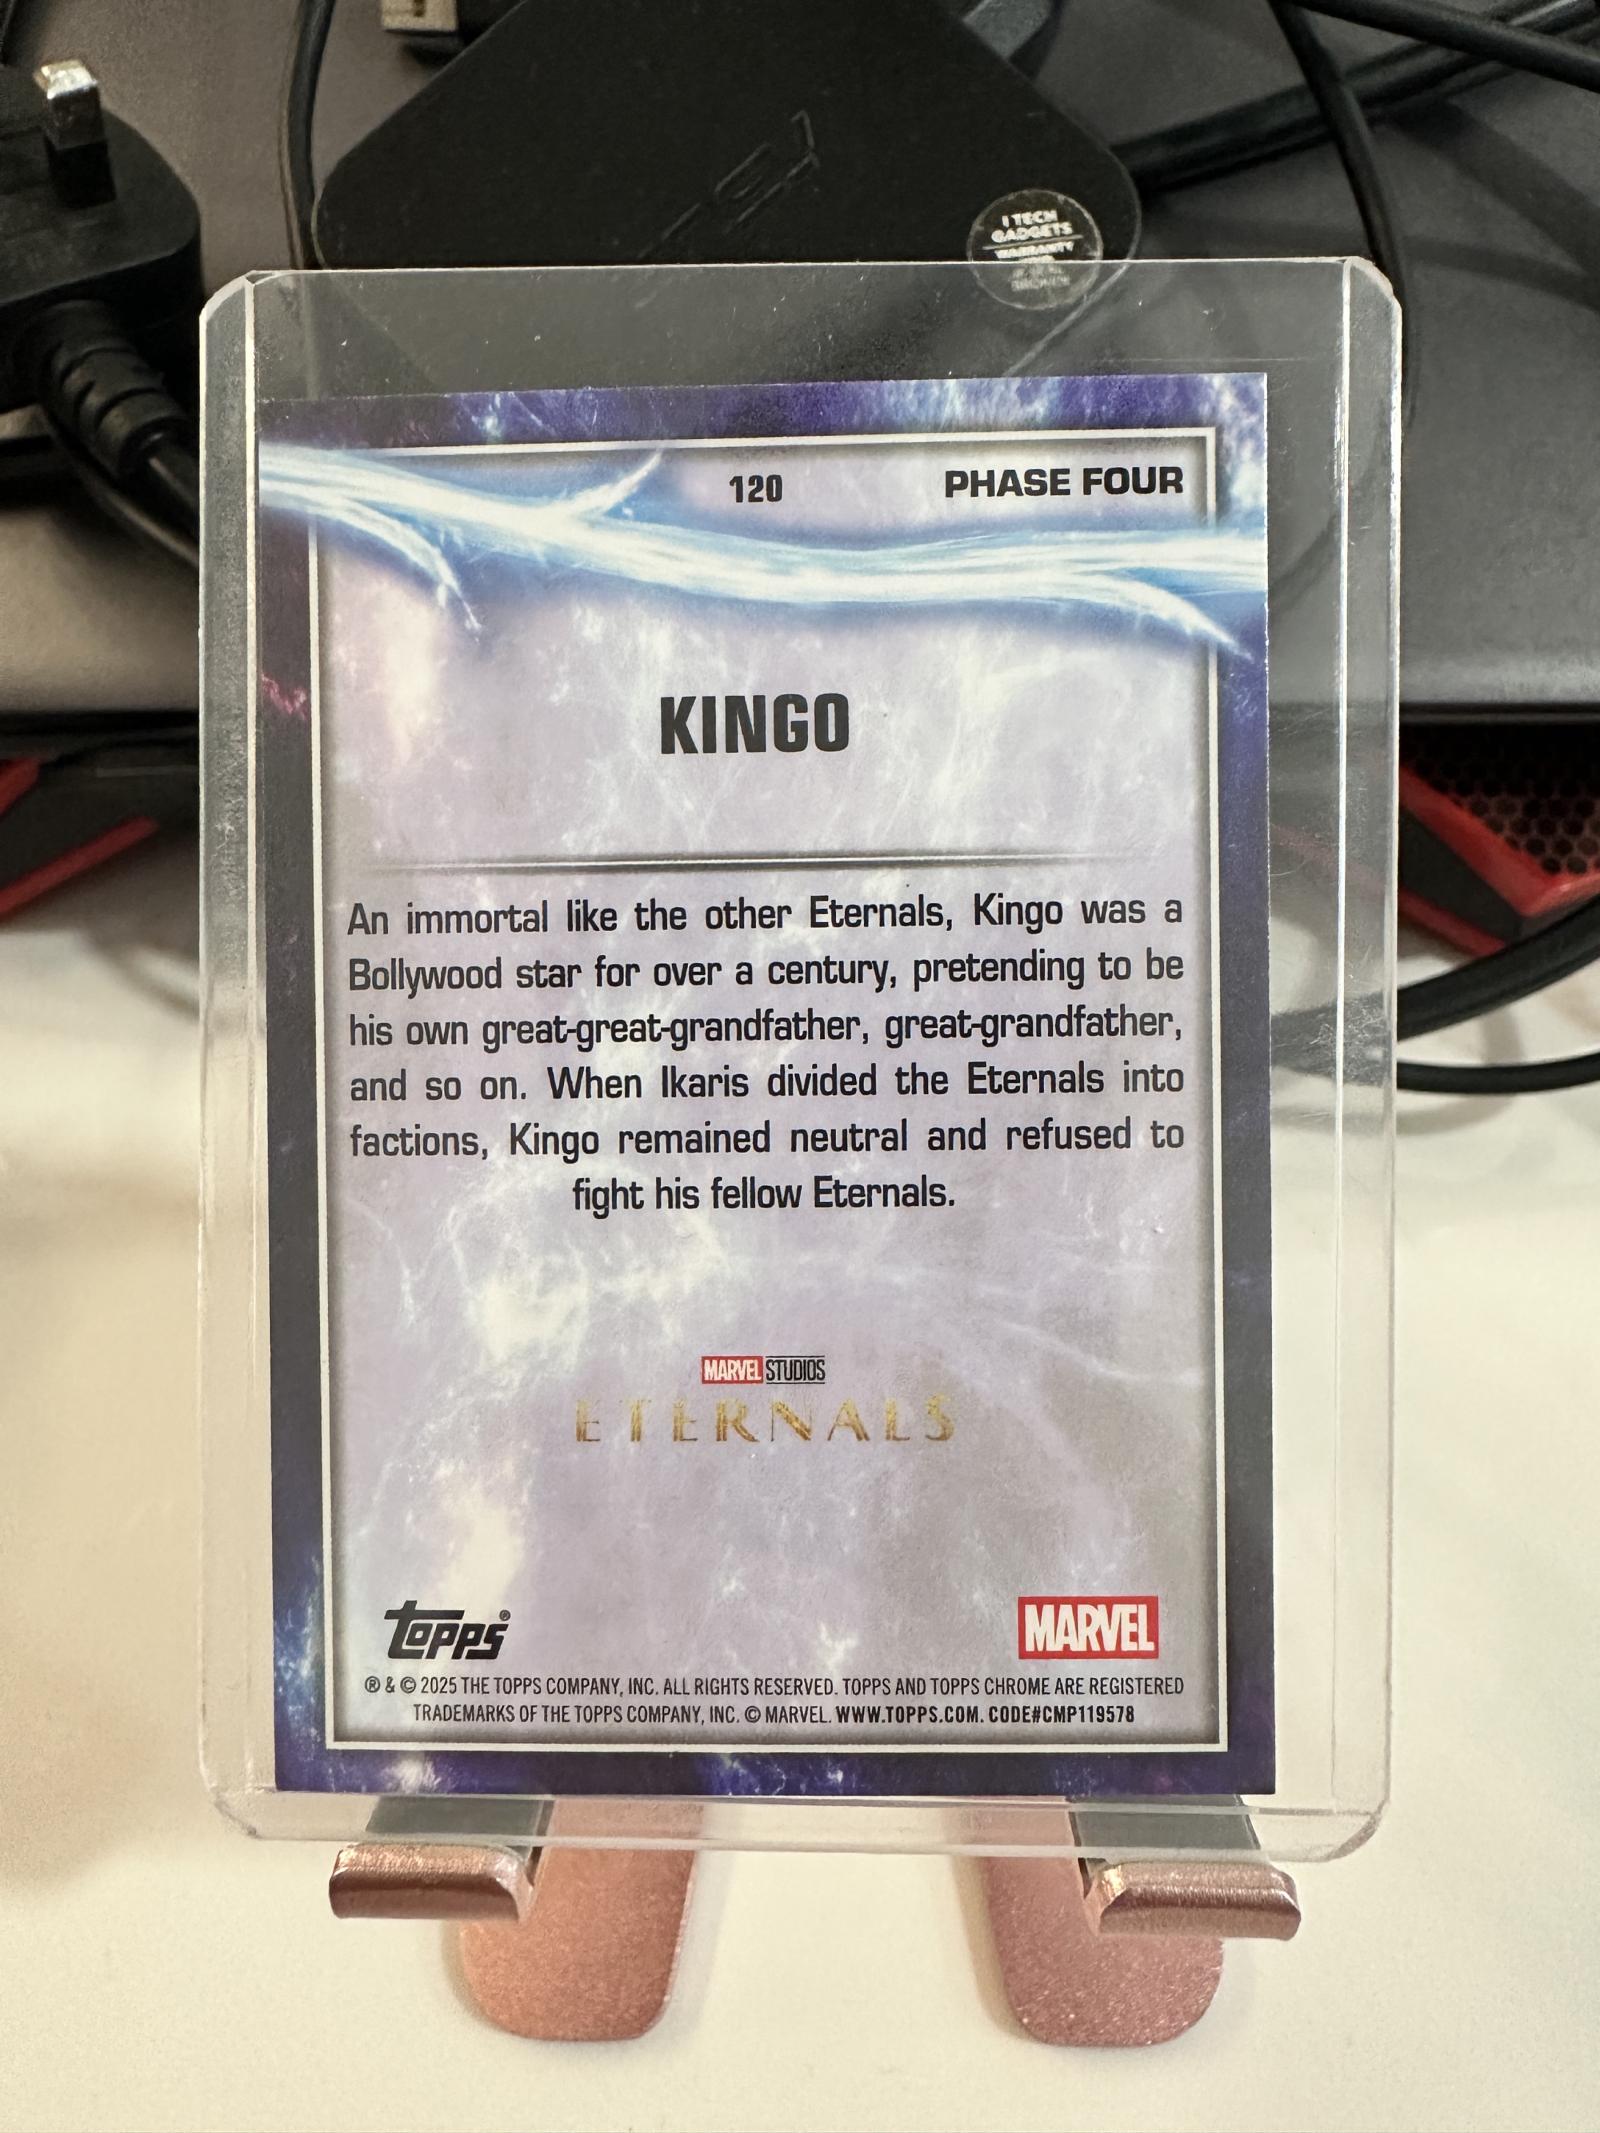 I TECH
GADGETS
WARRANTY
120
PHASE FOUR
KINGO
An immortal like the other Eternals, Kingo was a
Bollywood star for over a century, pretending to be
his own great-great-grandfather, great-grandfather,
and so on. When Ikaris divided the Eternals into
factions, Kingo remained neutral and refused to
fight his fellow Eternals.
MARVEL STUDIOS
ETERNALS
topps®
MARVEL
® & © 2025 THE TOPPS COMPANY, INC. ALL RIGHTS RESERVED. TOPPS AND TOPPS CHROME ARE REGISTERED
TRADEMARKS OF THE TOPPS COMPANY, INC. © MARVEL. WWW.TOPPS.COM. CODE#CMP119578